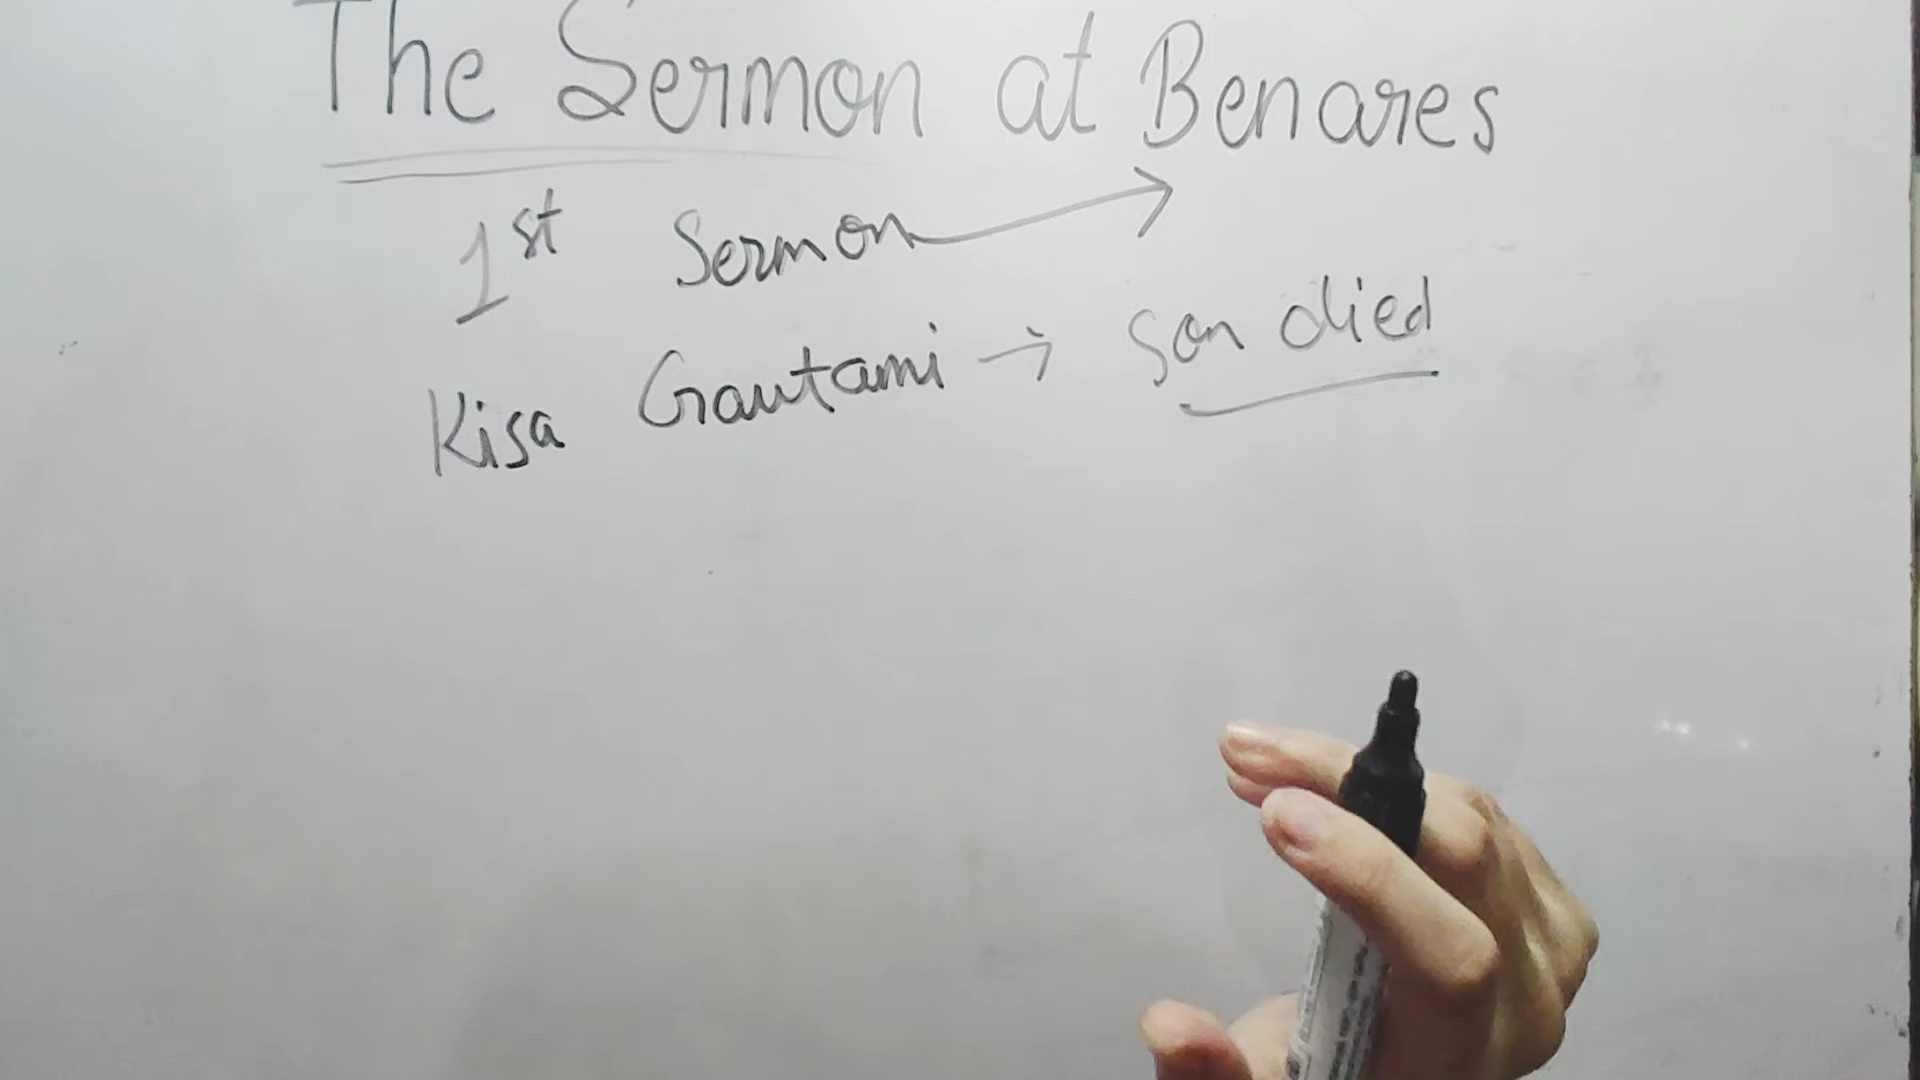 The Sermon at Benares
1st Sermon →
Kisa Gautami → Son died